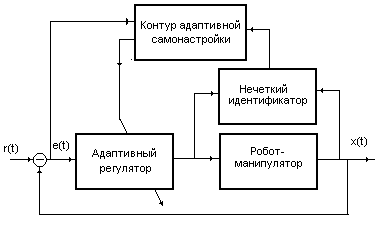 Контур адаптивной
самонастройки
Нечеткий
идентификатор
r(t)
e(t)
Адаптивный
регулятор
Робот-
манипулятор
x(t)